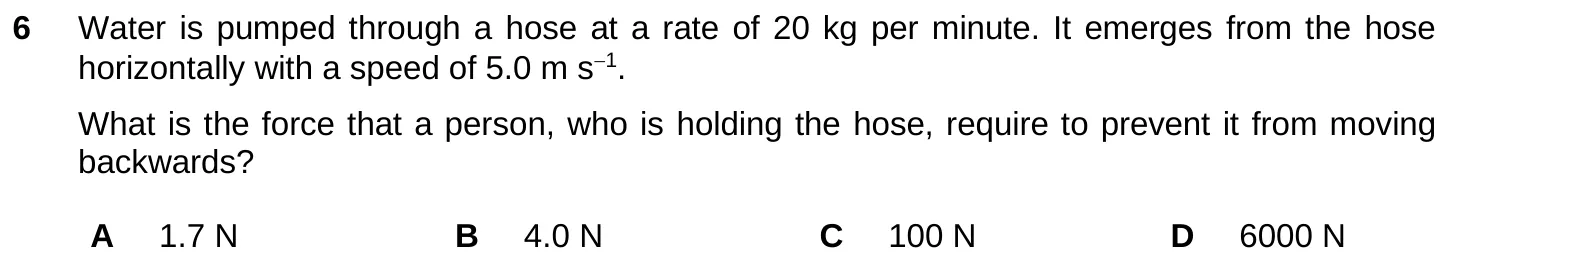 6 Water is pumped through a hose at a rate of 20 kg per minute. It emerges from the hose
horizontally with a speed of 5.0 m s⁻¹.
What is the force that a person, who is holding the hose, require to prevent it from moving
backwards?
A 1.7 N B 4.0 N C 100 N D 6000 N